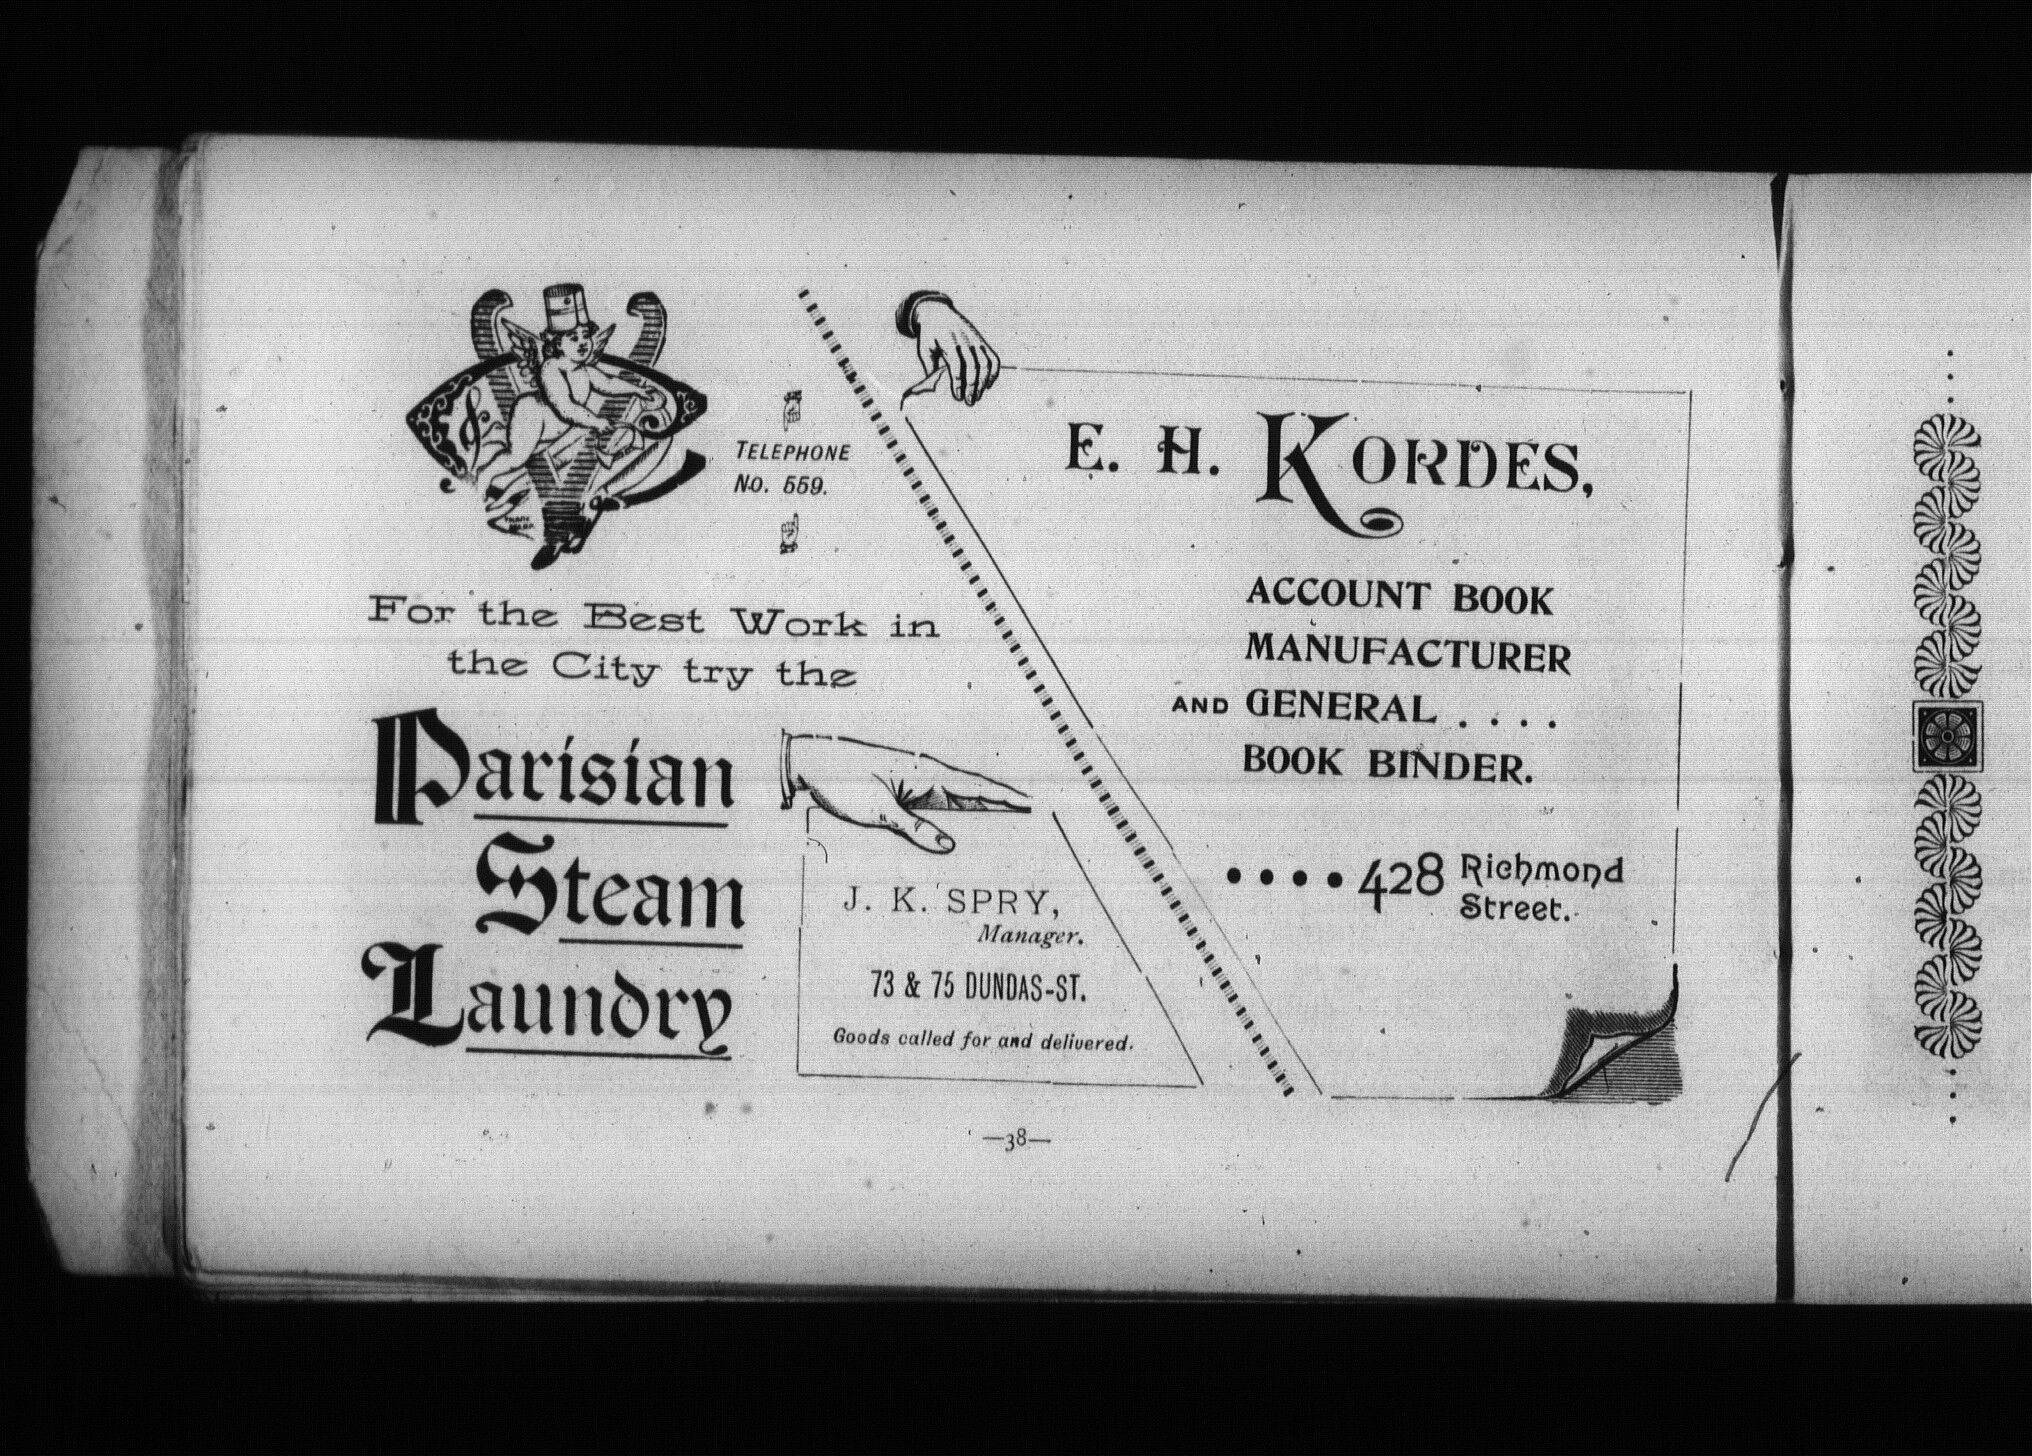 TELEPHONE
No. 559.
For the Best Work in
the City try the
Parisian
Steam
Laundry
J. K. SPRY,
Manager.
73 & 75 DUNDAS-ST.
Goods called for and delivered.
E. H. KORDES,
ACCOUNT BOOK
MANUFACTURER
AND GENERAL . . . .
BOOK BINDER.
• • • • 428 Richmond
Street.
—38—